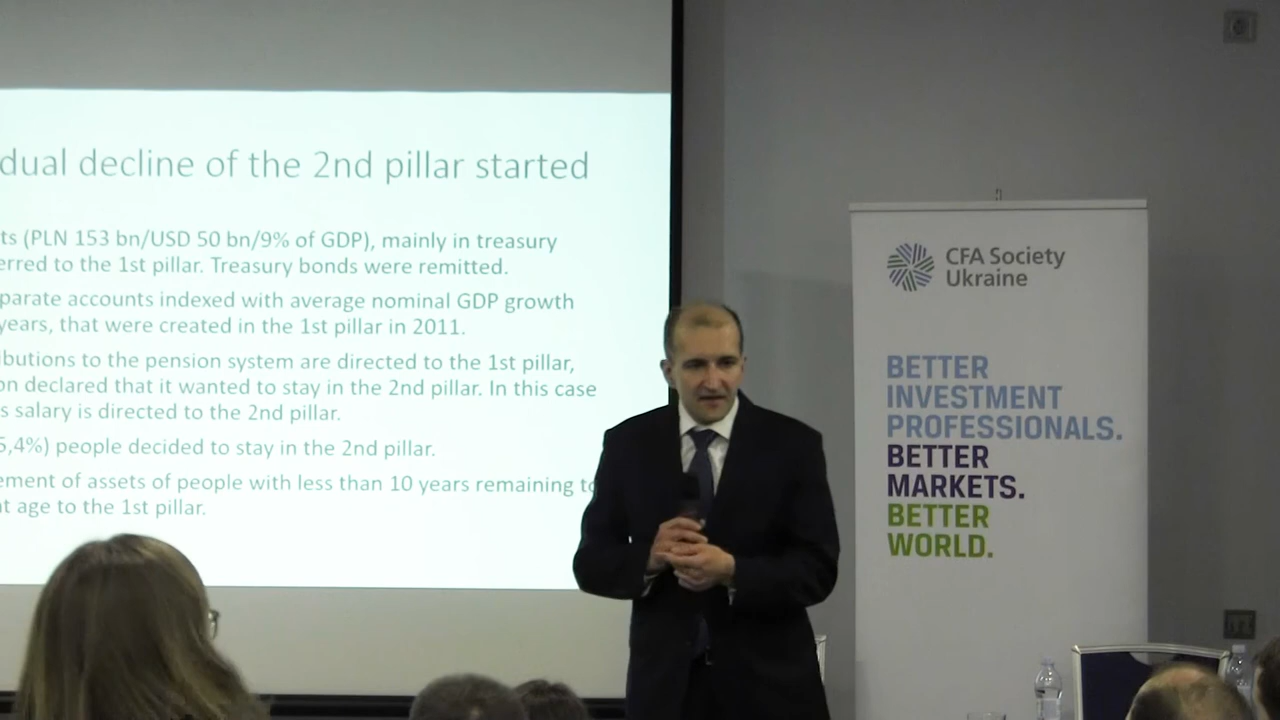 dual decline of the 2nd pillar started
ts (PLN 153 bn/USD 50 bn/9% of GDP), mainly in treasury
erred to the 1st pillar. Treasury bonds were remitted.
parate accounts indexed with average nominal GDP growth
years, that were created in the 1st pillar in 2011.
ibutions to the pension system are directed to the 1st pillar,
on declared that it wanted to stay in the 2nd pillar. In this case
s salary is directed to the 2nd pillar.
5,4%) people decided to stay in the 2nd pillar.
ement of assets of people with less than 10 years remaining to
t age to the 1st pillar.
CFA Society
Ukraine
BETTER
INVESTMENT
PROFESSIONALS.
BETTER
MARKETS.
BETTER
WORLD.